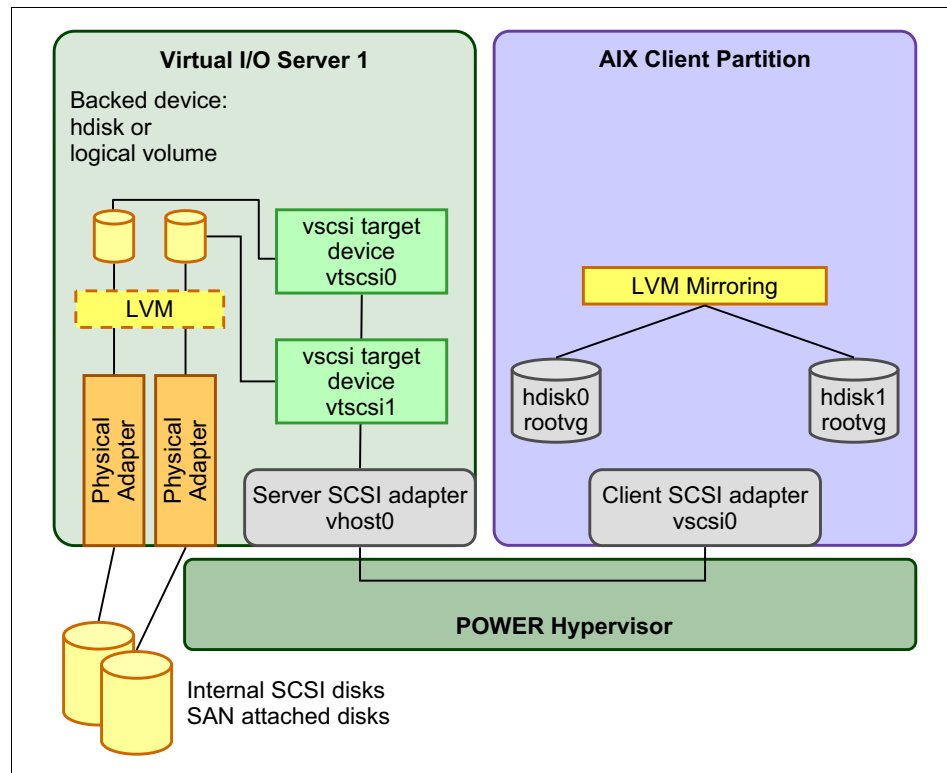 Virtual I/O Server 1
Backed device:
hdisk or
logical volume
vscsi target
device
vtscsi0
LVM
vscsi target
device
vtscsi1
Physical
Adapter
Physical
Adapter
Server SCSI adapter
vhost0
AIX Client Partition
LVM Mirroring
hdisk0
rootvg
hdisk1
rootvg
Client SCSI adapter
vscsi0
POWER Hypervisor
Internal SCSI disks
SAN attached disks